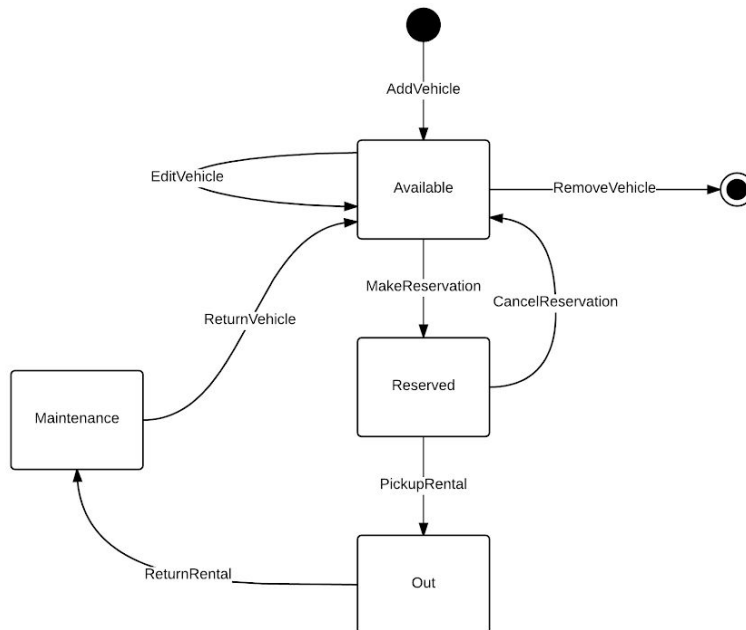 AddVehicle
EditVehicle
Available
RemoveVehicle
MakeReservation
CancelReservation
ReturnVehicle
Reserved
Maintenance
PickupRental
ReturnRental
Out